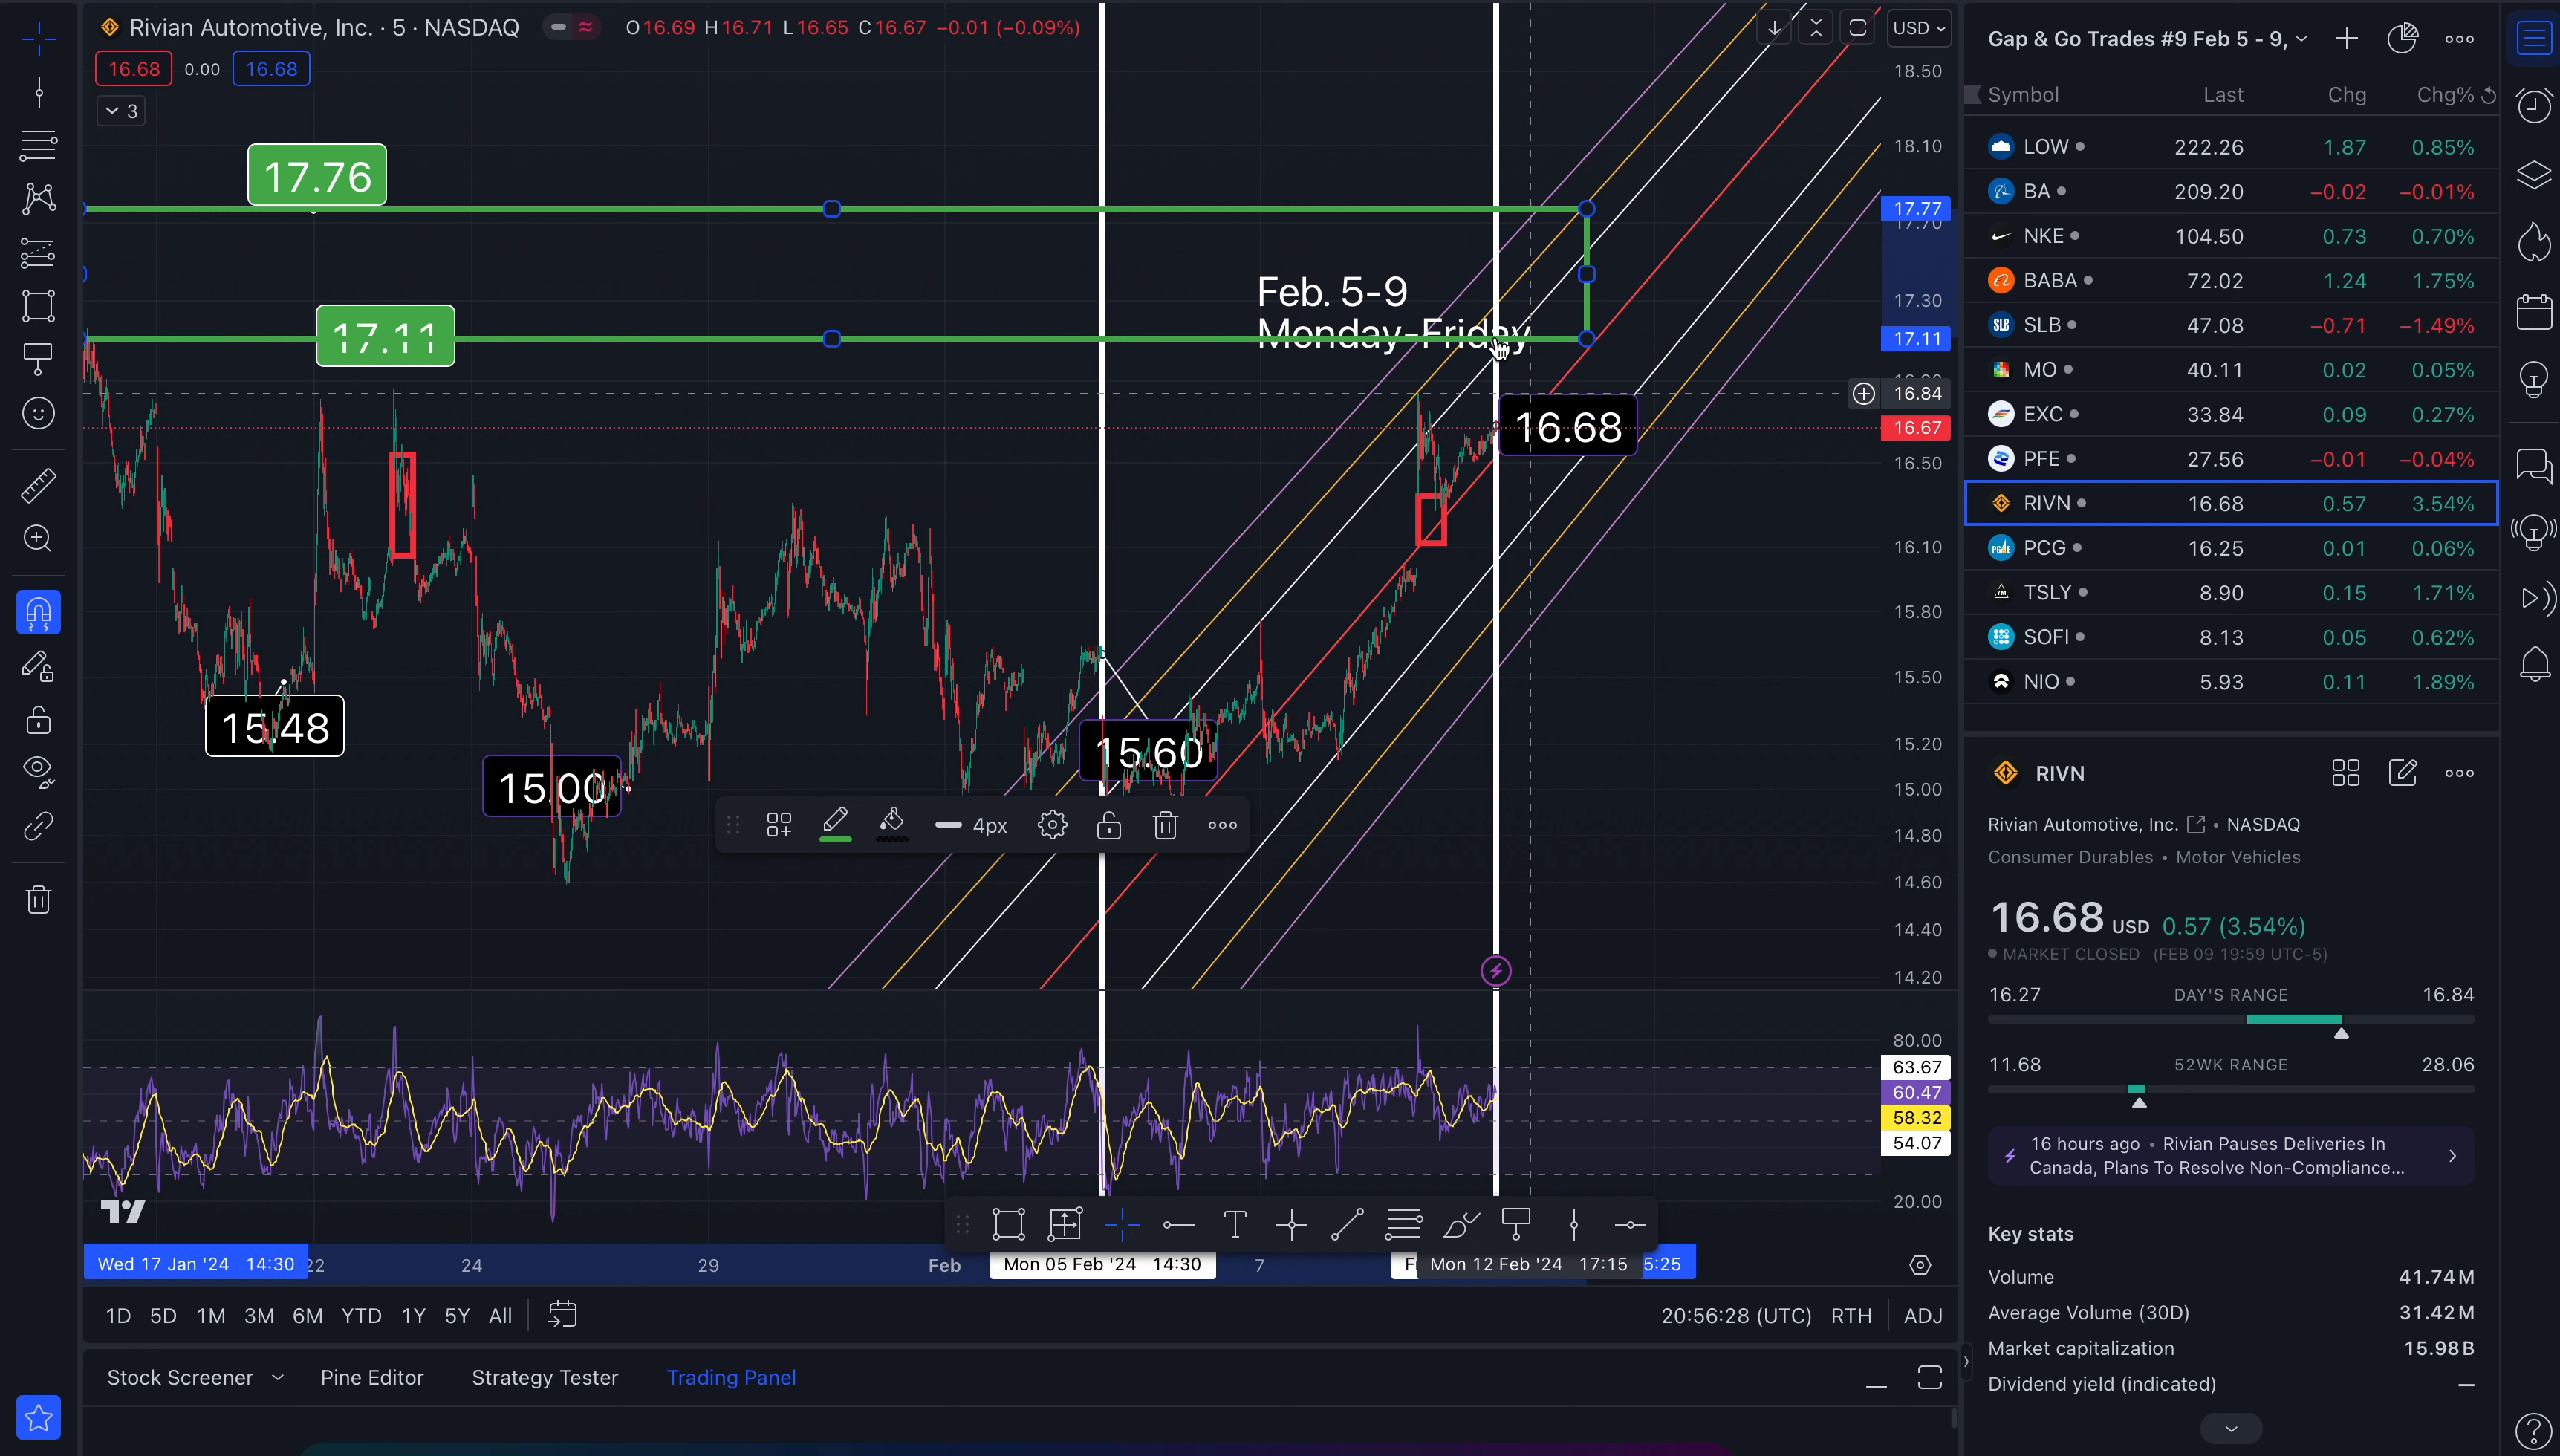 Rivian Automotive, Inc. · 5 · NASDAQ
O16.69 H16.71 L16.65 C16.67 −0.01 (−0.09%)
USD
16.68 0.00 16.68
3
17.76
17.11
Feb. 5-9
Monday-Friday
16.68
15.48
15.00
15.60
4px
18.50
18.10
17.77
17.70
17.30
17.11
16.84
16.67
16.50
16.10
15.80
15.50
15.20
15.00
14.80
14.60
14.40
14.20
80.00
63.67
60.47
58.32
54.07
20.00
Wed 17 Jan '24 14:30 22 24 29 Feb Mon 05 Feb '24 14:30 7 Mon 12 Feb '24 17:15 5:25
1D 5D 1M 3M 6M YTD 1Y 5Y All
20:56:28 (UTC) RTH ADJ
Stock Screener Pine Editor Strategy Tester Trading Panel
Gap & Go Trades #9 Feb 5 - 9,
Symbol Last Chg Chg%
LOW 222.26 1.87 0.85%
BA 209.20 −0.02 −0.01%
NKE 104.50 0.73 0.70%
BABA 72.02 1.24 1.75%
SLB 47.08 −0.71 −1.49%
MO 40.11 0.02 0.05%
EXC 33.84 0.09 0.27%
PFE 27.56 −0.01 −0.04%
RIVN 16.68 0.57 3.54%
PCG 16.25 0.01 0.06%
TSLY 8.90 0.15 1.71%
SOFI 8.13 0.05 0.62%
NIO 5.93 0.11 1.89%
RIVN
Rivian Automotive, Inc. • NASDAQ
Consumer Durables • Motor Vehicles
16.68 USD 0.57 (3.54%)
MARKET CLOSED (FEB 09 19:59 UTC-5)
16.27 DAY'S RANGE 16.84
11.68 52WK RANGE 28.06
16 hours ago • Rivian Pauses Deliveries In
Canada, Plans To Resolve Non-Compliance...
Key stats
Volume 41.74M
Average Volume (30D) 31.42M
Market capitalization 15.98B
Dividend yield (indicated) —